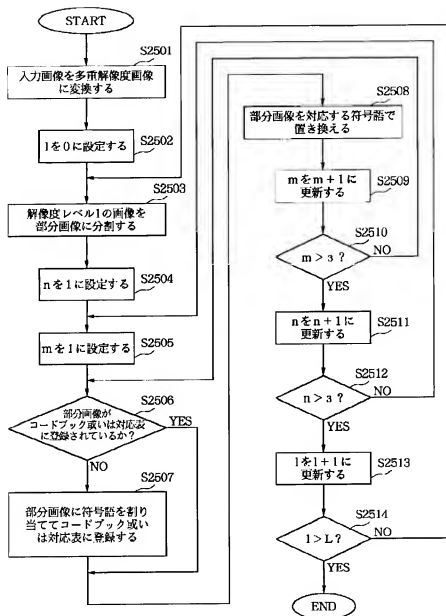 START
S2501
入力画像を多重解像度画像
に変換する
S2502
lを0に設定する
S2503
解像度レベルlの画像を
部分画像に分割する
S2504
nを1に設定する
S2505
mを1に設定する
S2506
部分画像が
コードブック或いは対応表
に登録されているか?
YES
NO
S2507
部分画像に符号語を割り
当ててコードブック或い
は対応表に登録する
S2508
部分画像を対応する符号語で
置き換える
S2509
mをm+1に
更新する
S2510
m>3?
NO
YES
S2511
nをn+1に
更新する
S2512
n>3?
NO
YES
S2513
lをl+1に
更新する
S2514
l>L?
NO
YES
END